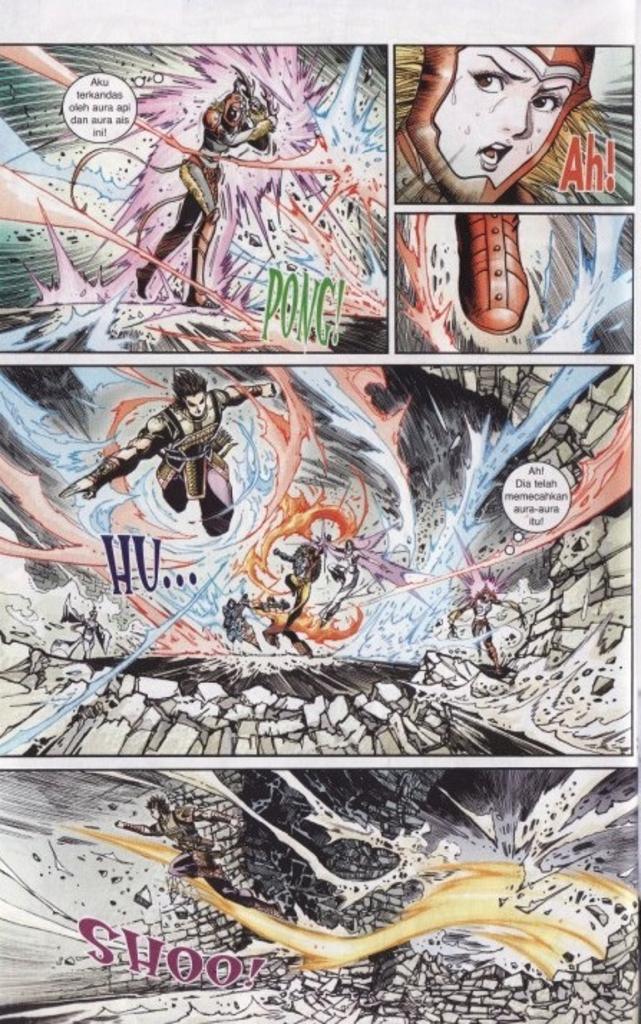 Aku
terkandas
oleh aura api
dan aura ais
ini!
PONG!
Ah!
Ah!
Dia telah
memecahkan
aura-aura
itu!
HU...
SHOO!